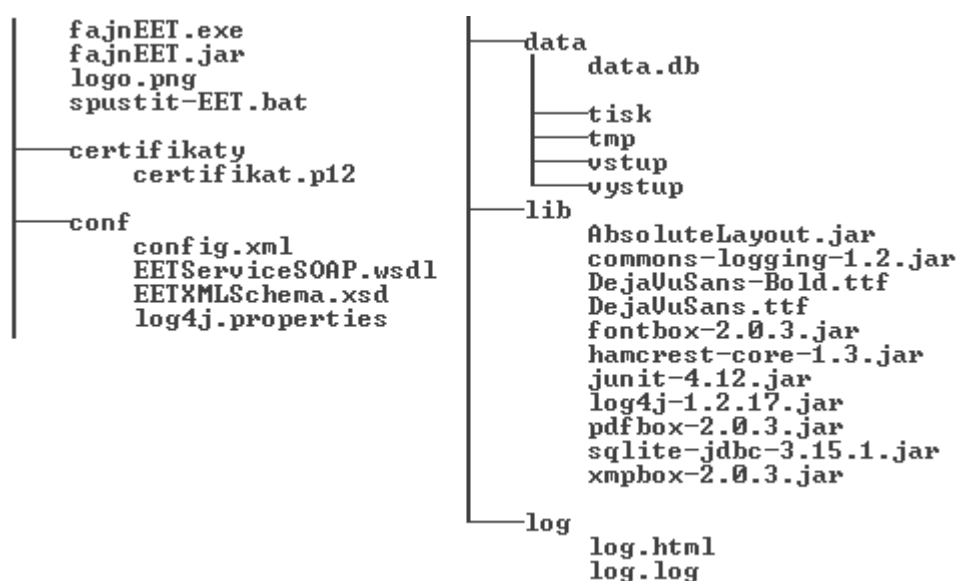 fajnEET.exe
fajnEET.jar
logo.png
spustit-EET.bat
certifikaty
certifikat.p12
conf
config.xml
EETServiceSOAP.wsdl
EETXMLSchema.xsd
log4j.properties
data
data.db
tisk
tmp
vstup
vystup
lib
AbsoluteLayout.jar
commons-logging-1.2.jar
DejaVuSans-Bold.ttf
DejaVuSans.ttf
fontbox-2.0.3.jar
hamcrest-core-1.3.jar
junit-4.12.jar
log4j-1.2.17.jar
pdfbox-2.0.3.jar
sqlite-jdbc-3.15.1.jar
xmpbox-2.0.3.jar
log
log.html
log.log